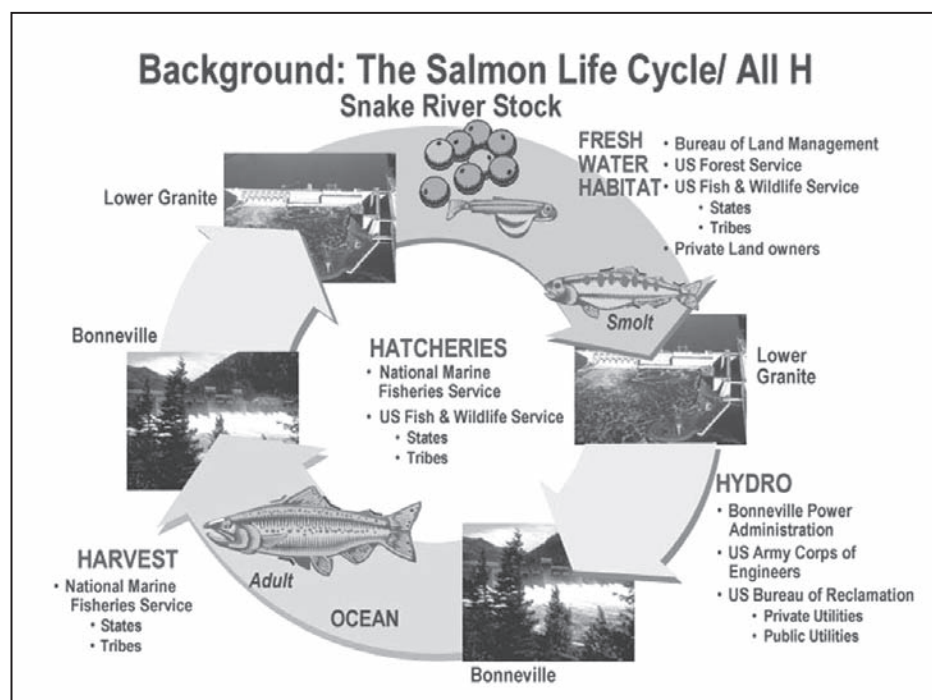 Background: The Salmon Life Cycle/ All H
Snake River Stock
FRESH
WATER
HABITAT
• Bureau of Land Management
• US Forest Service
• US Fish & Wildlife Service
• States
• Tribes
• Private Land owners
Lower Granite
Smolt
Bonneville
HATCHERIES
• National Marine
Fisheries Service
• US Fish & Wildlife Service
• States
• Tribes
Lower
Granite
HYDRO
• Bonneville Power
Administration
• US Army Corps of
Engineers
• US Bureau of Reclamation
• Private Utilities
• Public Utilities
HARVEST
• National Marine
Fisheries Service
• States
• Tribes
Adult
OCEAN
Bonneville